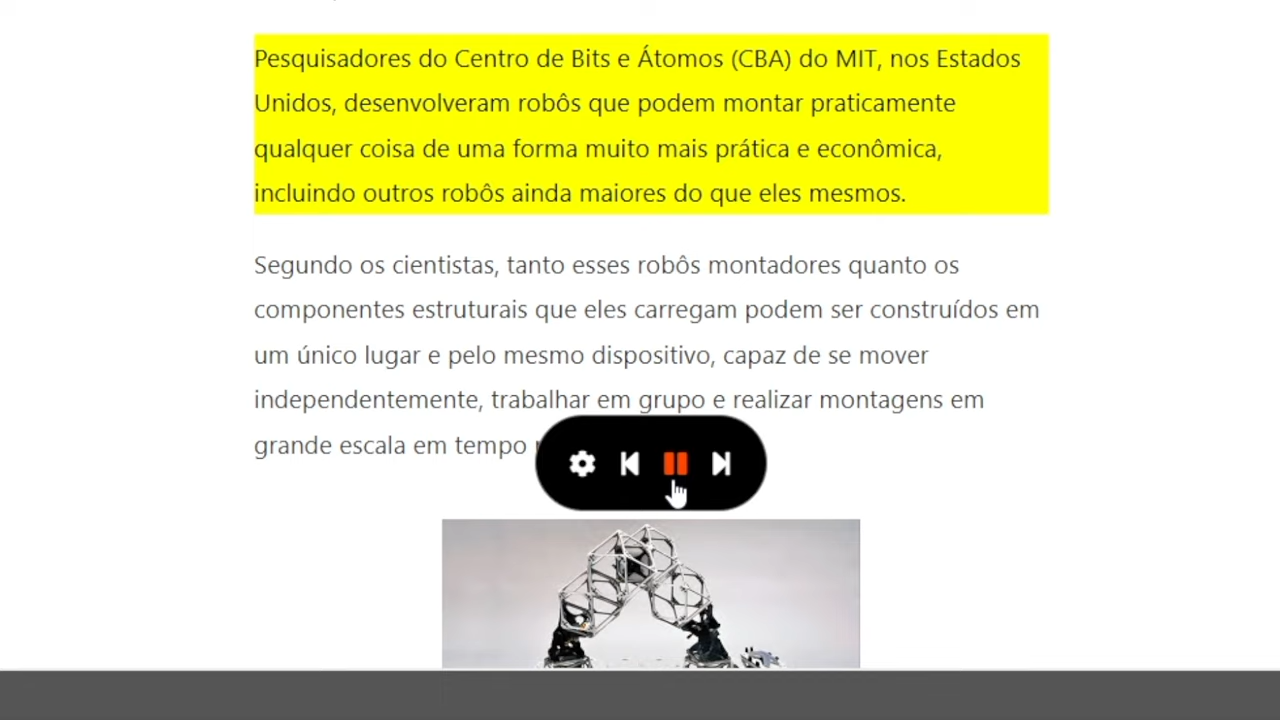 Pesquisadores do Centro de Bits e Átomos (CBA) do MIT, nos Estados
Unidos, desenvolveram robôs que podem montar praticamente
qualquer coisa de uma forma muito mais prática e econômica,
incluindo outros robôs ainda maiores do que eles mesmos.
Segundo os cientistas, tanto esses robôs montadores quanto os
componentes estruturais que eles carregam podem ser construídos em
um único lugar e pelo mesmo dispositivo, capaz de se mover
independentemente, trabalhar em grupo e realizar montagens em
grande escala em tempo